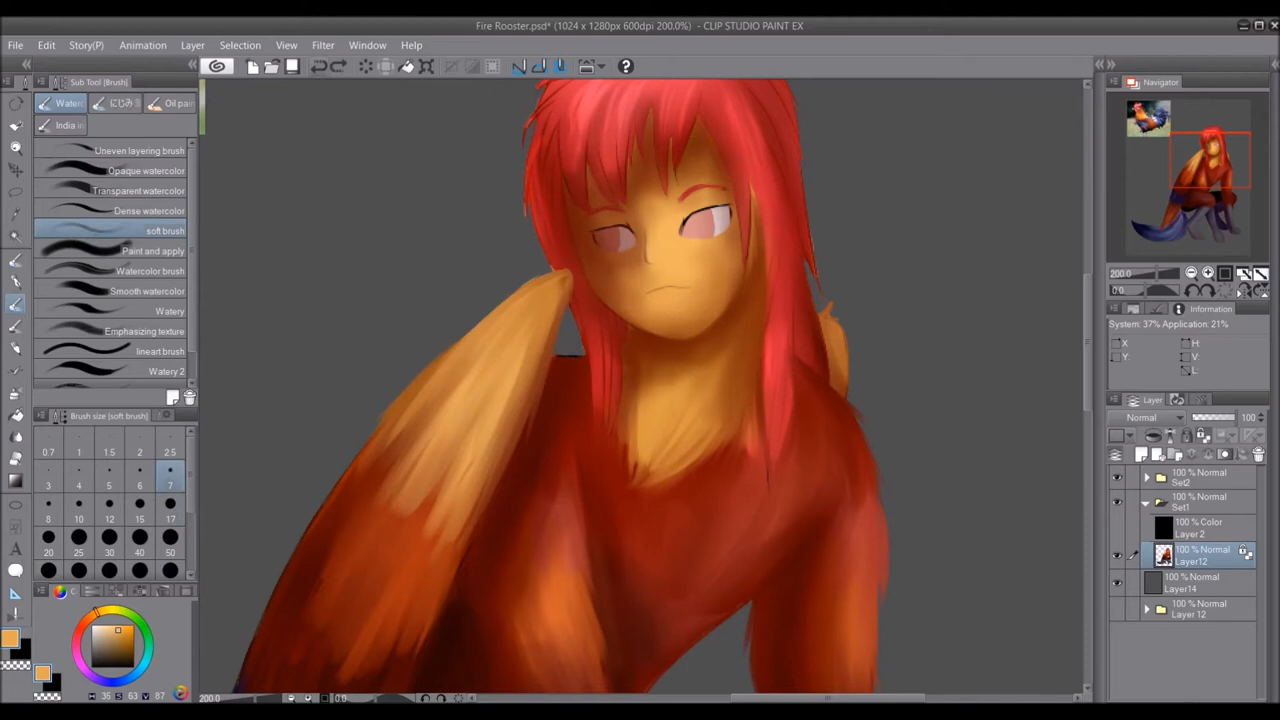 Fire Rooster.psd* (1024 x 1280px 600dpi 200.0%) - CLIP STUDIO PAINT EX
File Edit Story(P) Animation Layer Selection View Filter Window Help
Sub Tool [Brush]
Navigator
Waterc にじみ Oil pain
India in
Uneven layering brush
Opaque watercolor
Transparent watercolor
Dense watercolor
soft brush
Paint and apply
Watercolor brush
Smooth watercolor
Watery
Emphasizing texture
lineart brush
Watery 2
200.0
0.0
Information
System: 37% Application: 21%
X H:
Y: V:
L:
Layer
Normal 100
Brush size [soft brush]
0.7 1 1.5 2 2.5
3 4 5 6 7
8 10 12 15 17
20 25 30 40 50
100 % Normal
Set2
100 % Normal
Set1
100 % Color
Layer 2
100 % Normal
Layer12
100 % Normal
Layer14
100 % Normal
Layer 12
C
H 36 S 63 V 87
200.0 0.0